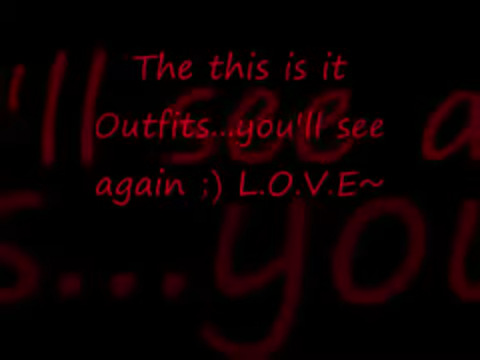 The this is it
Outfits...you'll see
again ;) L.O.V.E~